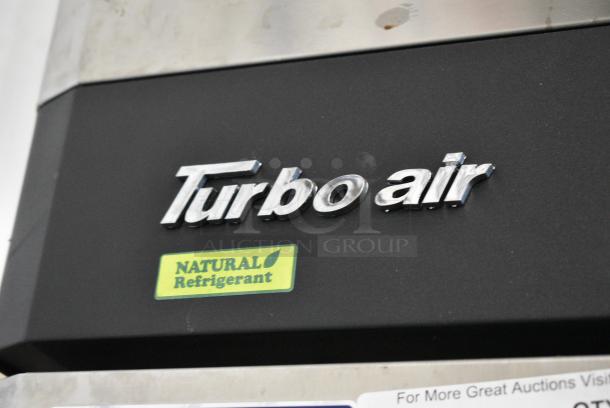 Turbo air
AUCTION GROUP
NATURAL
Refrigerant
For More Great Auctions Visit